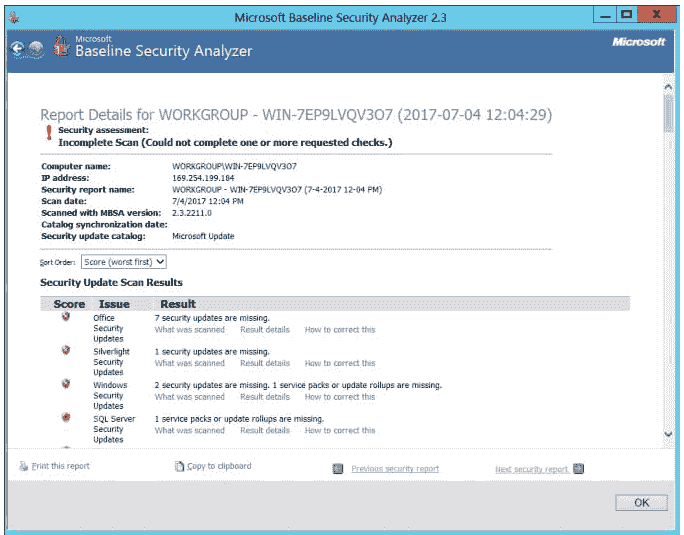 Microsoft Baseline Security Analyzer 2.3
Microsoft
Baseline Security Analyzer
Microsoft
Report Details for WORKGROUP - WIN-7EP9LVQV3O7 (2017-07-04 12:04:29)
Security assessment:
Incomplete Scan (Could not complete one or more requested checks.)
Computer name: WORKGROUP\WIN-7EP9LVQV3O7
IP address: 169.254.199.184
Security report name: WORKGROUP - WIN-7EP9LVQV3O7 (7-4-2017 12-04 PM)
Scan date: 7/4/2017 12:04 PM
Scanned with MBSA version: 2.3.2211.0
Catalog synchronization date:
Security update catalog: Microsoft Update
Sort Order: Score (worst first)
Security Update Scan Results
Score Issue Result
Office 7 security updates are missing.
Security What was scanned Result details How to correct this
Updates
Silverlight 1 security updates are missing.
Security What was scanned Result details How to correct this
Updates
Windows 2 security updates are missing. 1 service packs or update rollups are missing.
Security What was scanned Result details How to correct this
Updates
SQL Server 1 service packs or update rollups are missing.
Security What was scanned Result details How to correct this
Updates
Print this report Copy to clipboard Previous security report Next security report
OK